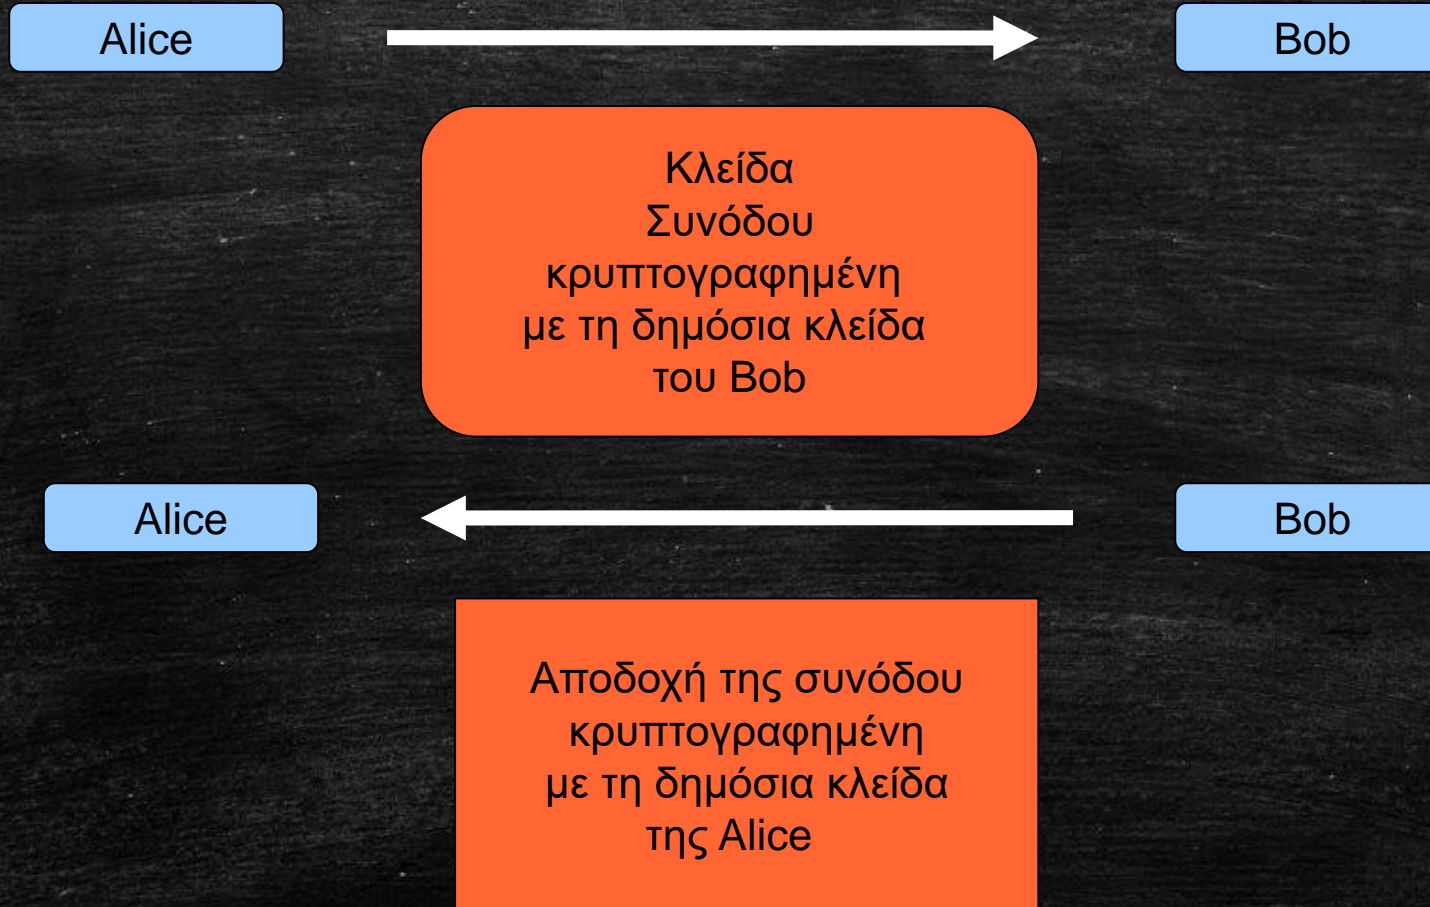 Alice
Bob
Κλείδα
Συνόδου
κρυπτογραφημένη
με τη δημόσια κλείδα
του Bob
Alice
Bob
Αποδοχή της συνόδου
κρυπτογραφημένη
με τη δημόσια κλείδα
της Alice